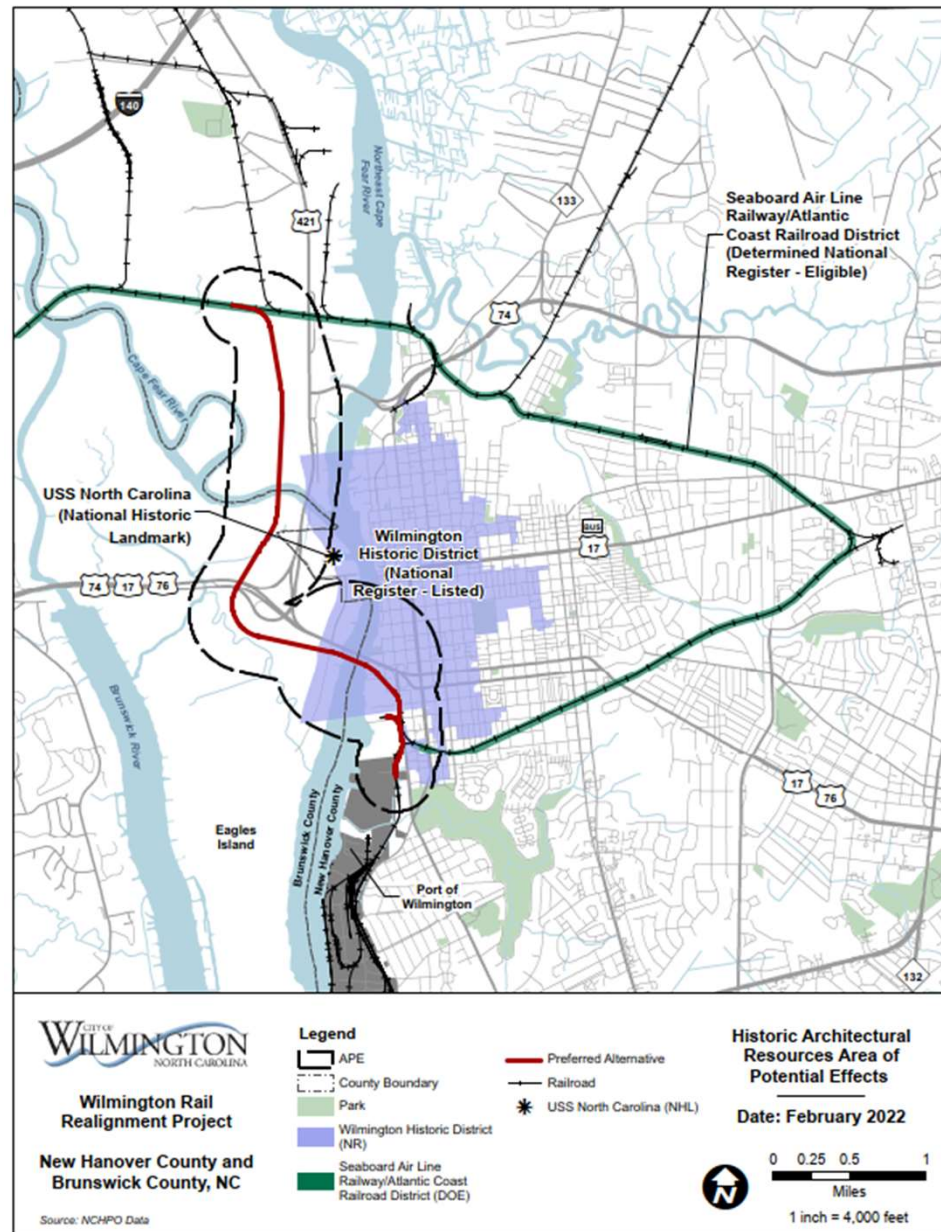 140
421
Northeast Cape
Fear River
133
Seaboard Air Line
Railway/Atlantic
Coast Railroad District
(Determined National
Register - Eligible)
74
Cape Fear River
USS North Carolina
(National Historic
Landmark)
Wilmington
Historic District
(National
Register - Listed)
BUS
17
74 17 76
Brunswick River
17
76
Eagles
Island
Brunswick County
New Hanover County
Port of
Wilmington
132
CITY OF
WILMINGTON
NORTH CAROLINA
Wilmington Rail
Realignment Project
New Hanover County and
Brunswick County, NC
Source: NCHPO Data
Legend
APE
County Boundary
Park
Wilmington Historic District
(NR)
Seaboard Air Line
Railway/Atlantic Coast
Railroad District (DOE)
Preferred Alternative
Railroad
USS North Carolina (NHL)
Historic Architectural
Resources Area of
Potential Effects
Date: February 2022
N
0 0.25 0.5 1
Miles
1 inch = 4,000 feet